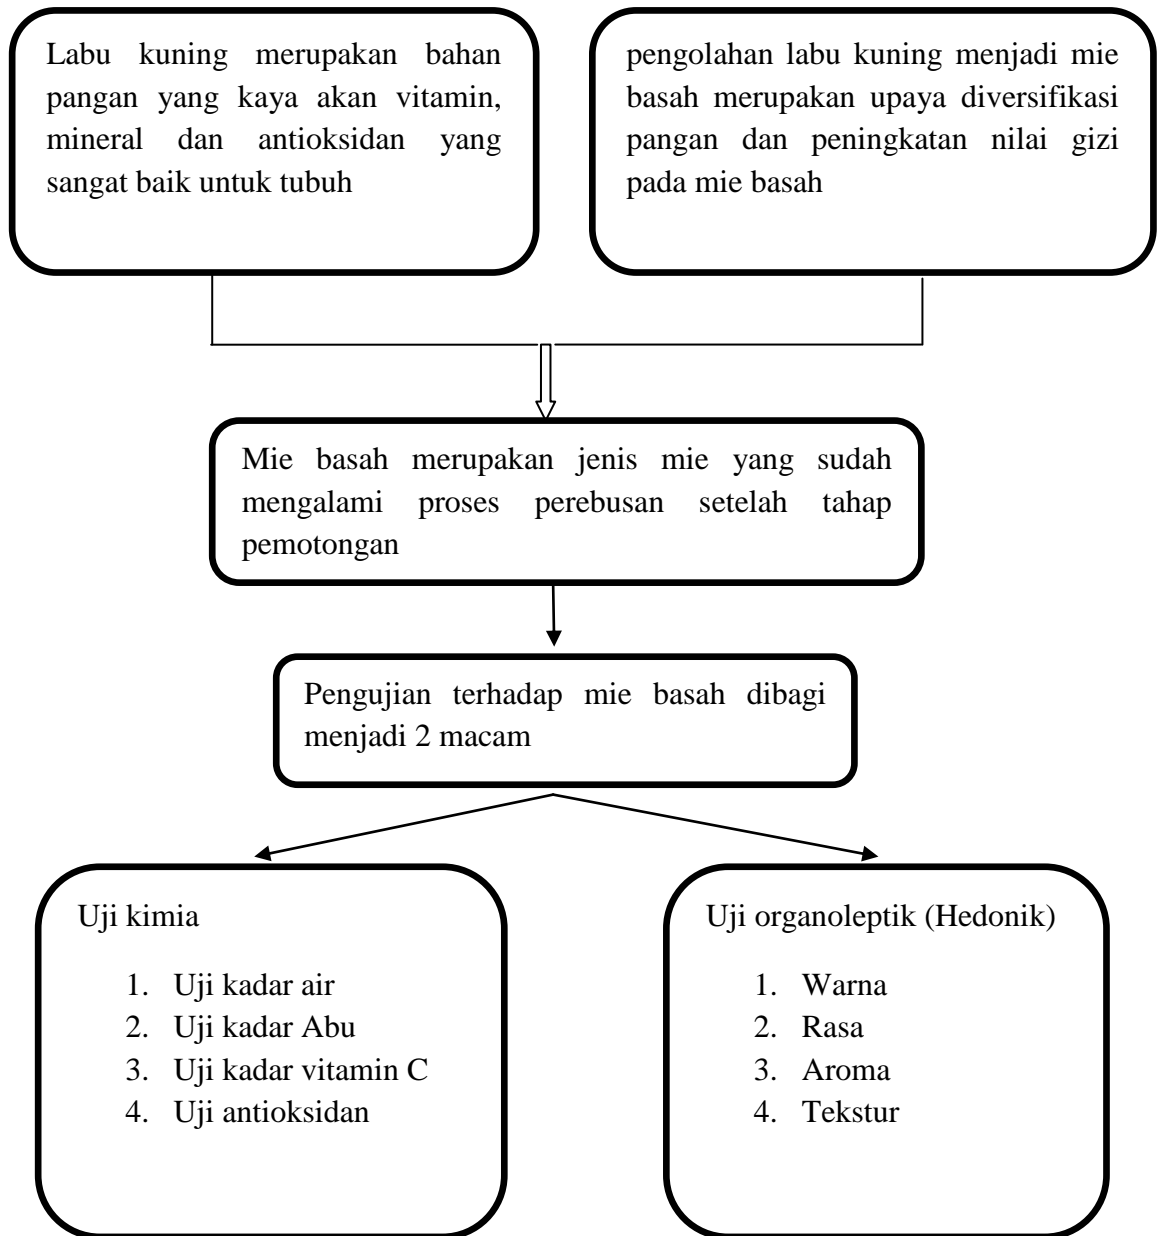 Labu kuning merupakan bahan
pangan yang kaya akan vitamin,
mineral dan antioksidan yang
sangat baik untuk tubuh
pengolahan labu kuning menjadi mie
basah merupakan upaya diversifikasi
pangan dan peningkatan nilai gizi
pada mie basah
Mie basah merupakan jenis mie yang sudah
mengalami proses perebusan setelah tahap
pemotongan
Pengujian terhadap mie basah dibagi
menjadi 2 macam
Uji kimia
1. Uji kadar air
2. Uji kadar Abu
3. Uji kadar vitamin C
4. Uji antioksidan
Uji organoleptik (Hedonik)
1. Warna
2. Rasa
3. Aroma
4. Tekstur